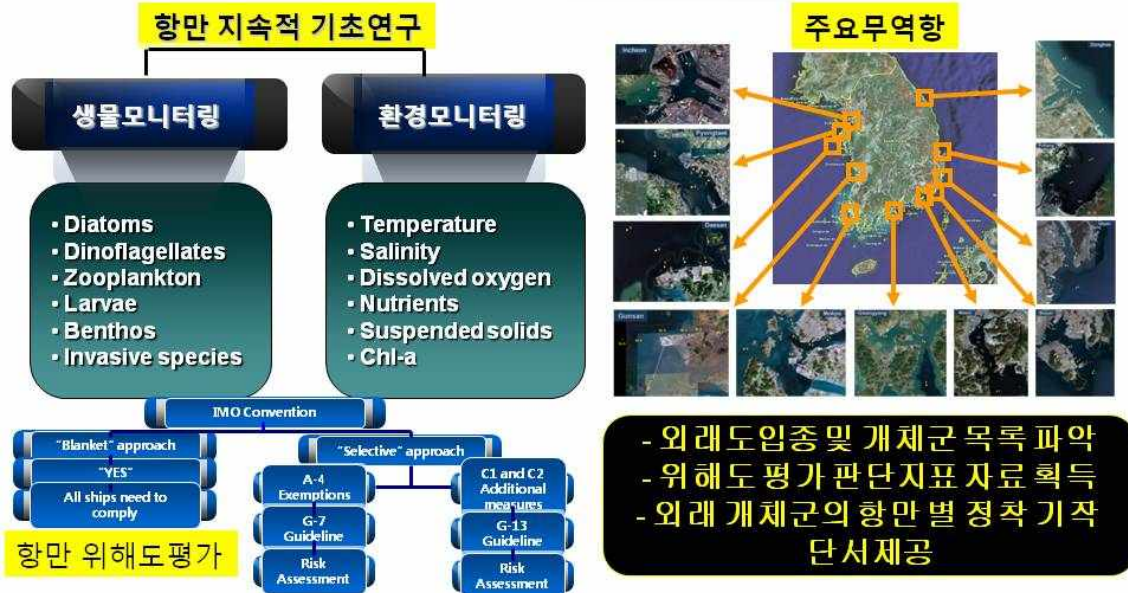 항만 지속적 기초연구
생물모니터링
환경모니터링
• Diatoms
• Dinoflagellates
• Zooplankton
• Larvae
• Benthos
• Invasive species
• Temperature
• Salinity
• Dissolved oxygen
• Nutrients
• Suspended solids
• Chl-a
IMO Convention
"Blanket" approach
"YES"
All ships need to
comply
"Selective" approach
A-4
Exemptions
G-7
Guideline
Risk
Assessment
C1 and C2
Additional
measures
G-13
Guideline
Risk
Assessment
항만 위해도평가
주요무역항
Incheon
Pyeongtaek
Daesan
Gunsan
Mokpo
Gwangyang
- 외래도입종 및 개체군 목록 파악
- 위해도 평가 판단지표 자료 획득
- 외래 개체군의 항만 별 정착 기작
단서제공